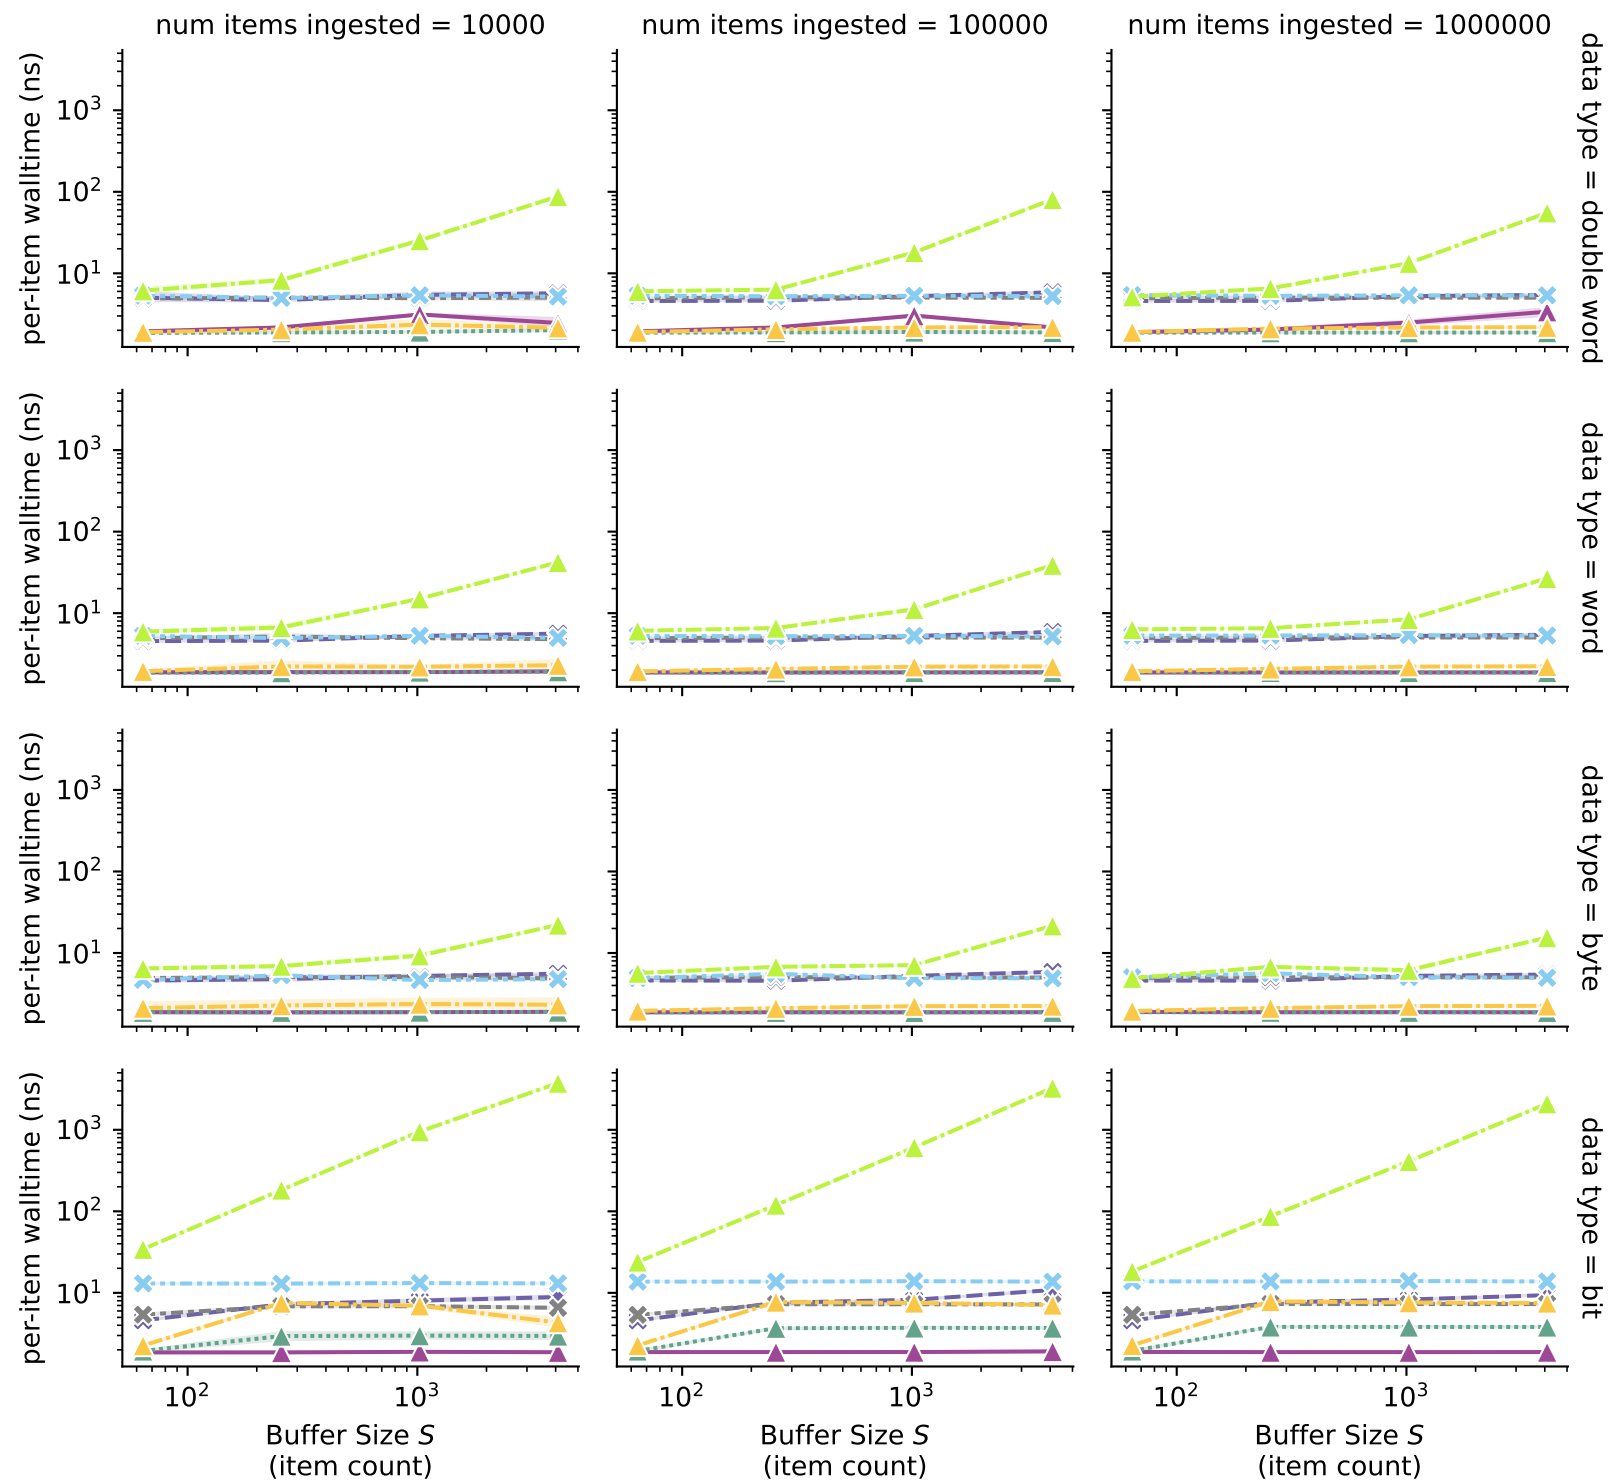 num items ingested = 10000
num items ingested = 100000
num items ingested = 1000000
per-item walltime (ns)
10³
10²
10¹
data type = double word
per-item walltime (ns)
10³
10²
10¹
data type = word
per-item walltime (ns)
10³
10²
10¹
data type = byte
per-item walltime (ns)
10³
10²
10¹
data type = bit
10² 10³
10² 10³
10² 10³
Buffer Size S
(item count)
Buffer Size S
(item count)
Buffer Size S
(item count)